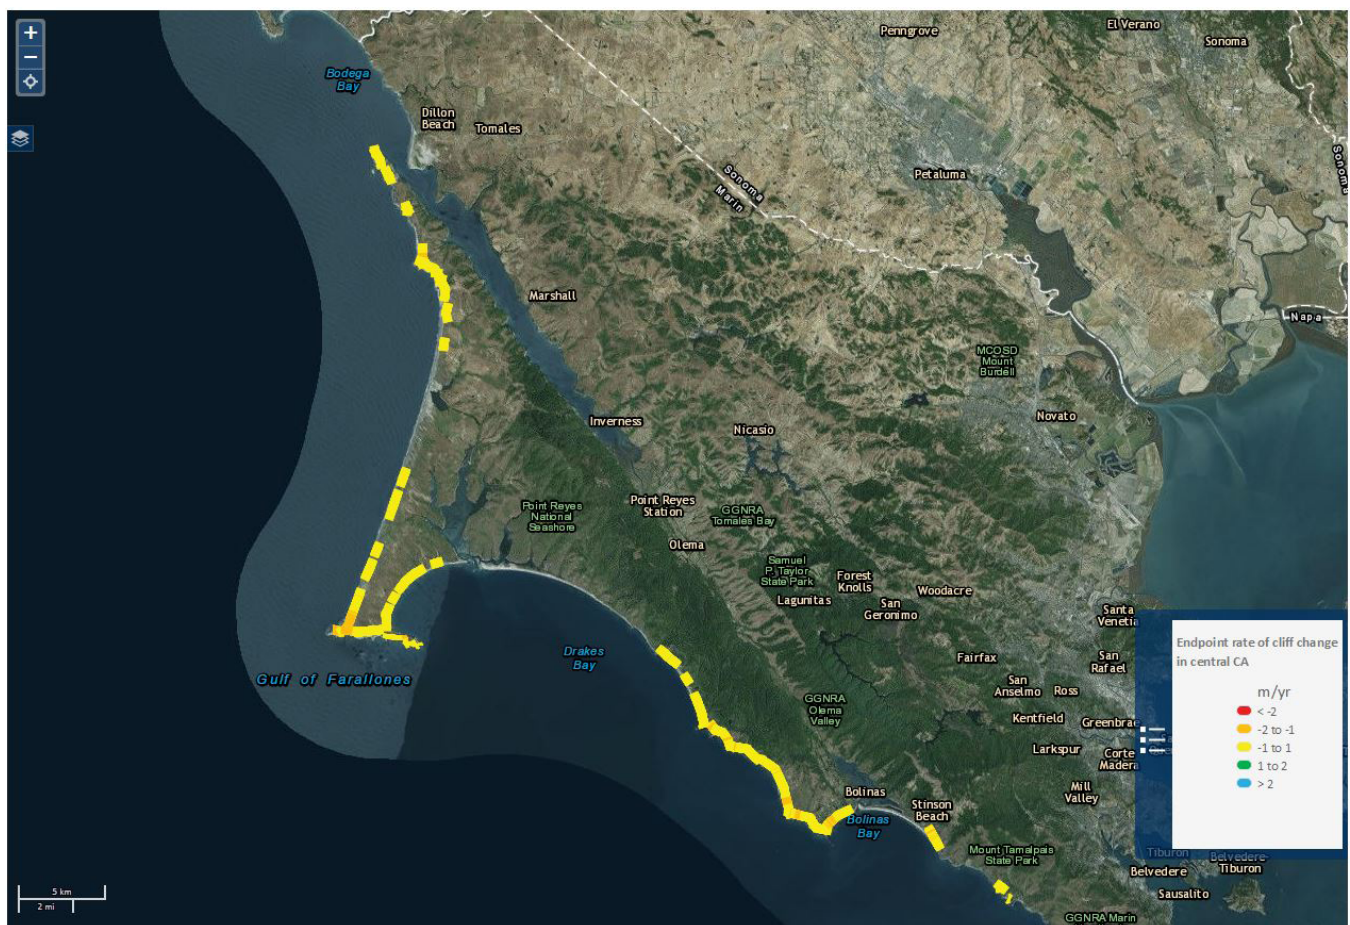 +
−
El Verano
Penngrove
Sonoma
Bodega
Bay
Dillon
Beach
Tomales
Sonoma
Sonoma
Marin
Petaluma
Marshall
Napa
MCOSD
Mount
Burdell
Inverness
Nicasio
Novato
Point Reyes
National
Seashore
Point Reyes
Station
GGNRA
Tomales Bay
Olema
Samuel
P. Taylor
State Park
Forest
Knolls
Woodacre
Lagunitas
San
Geronimo
Santa
Venetia
Drakes
Bay
Fairfax
San
Rafael
Gulf of Farallones
San
Anselmo
Ross
GGNRA
Olema
Valley
Kentfield
Greenbrae
Larkspur
Corte
Madera
Mill
Valley
Bolinas
Stinson
Beach
Bolinas
Bay
Mount Tamalpais
State Park
Tiburon
Belvedere
Belvedere-
Tiburon
Sausalito
GGNRA Marin
Endpoint rate of cliff change
in central CA
m/yr
< -2
-2 to -1
-1 to 1
1 to 2
> 2
5 km
2 mi